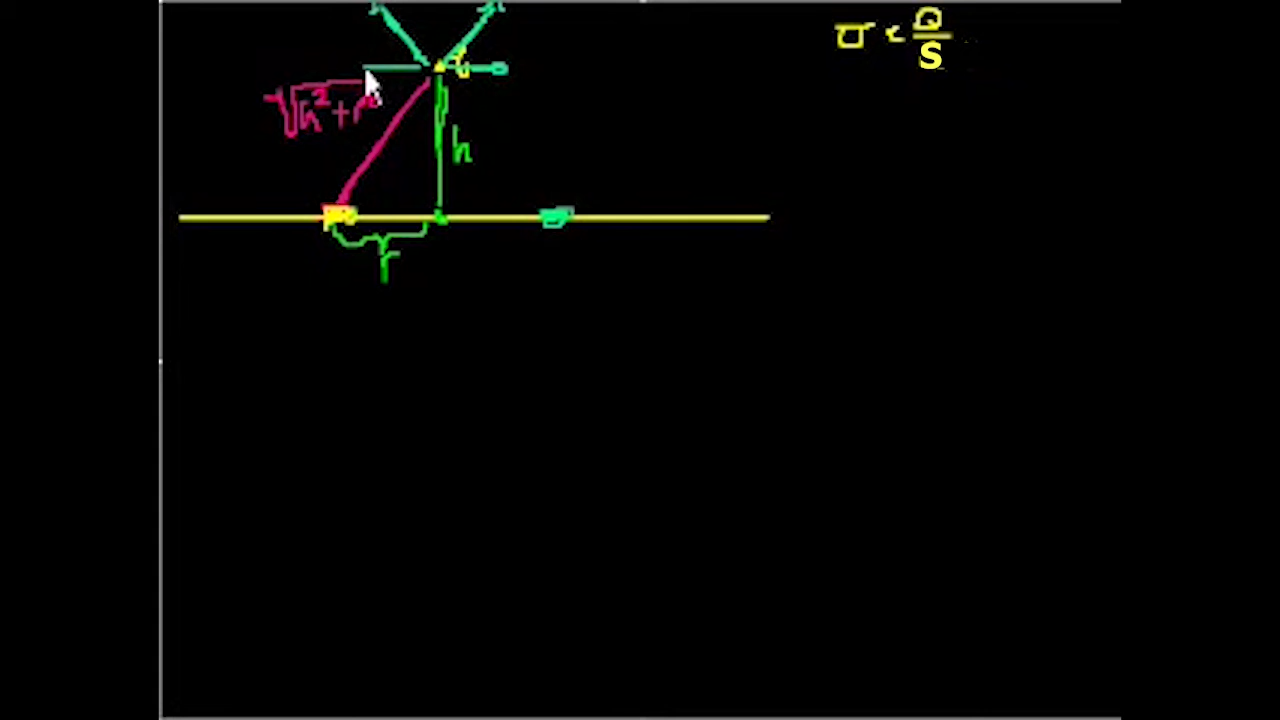 σ = Q/S
√h²+r²
h
r